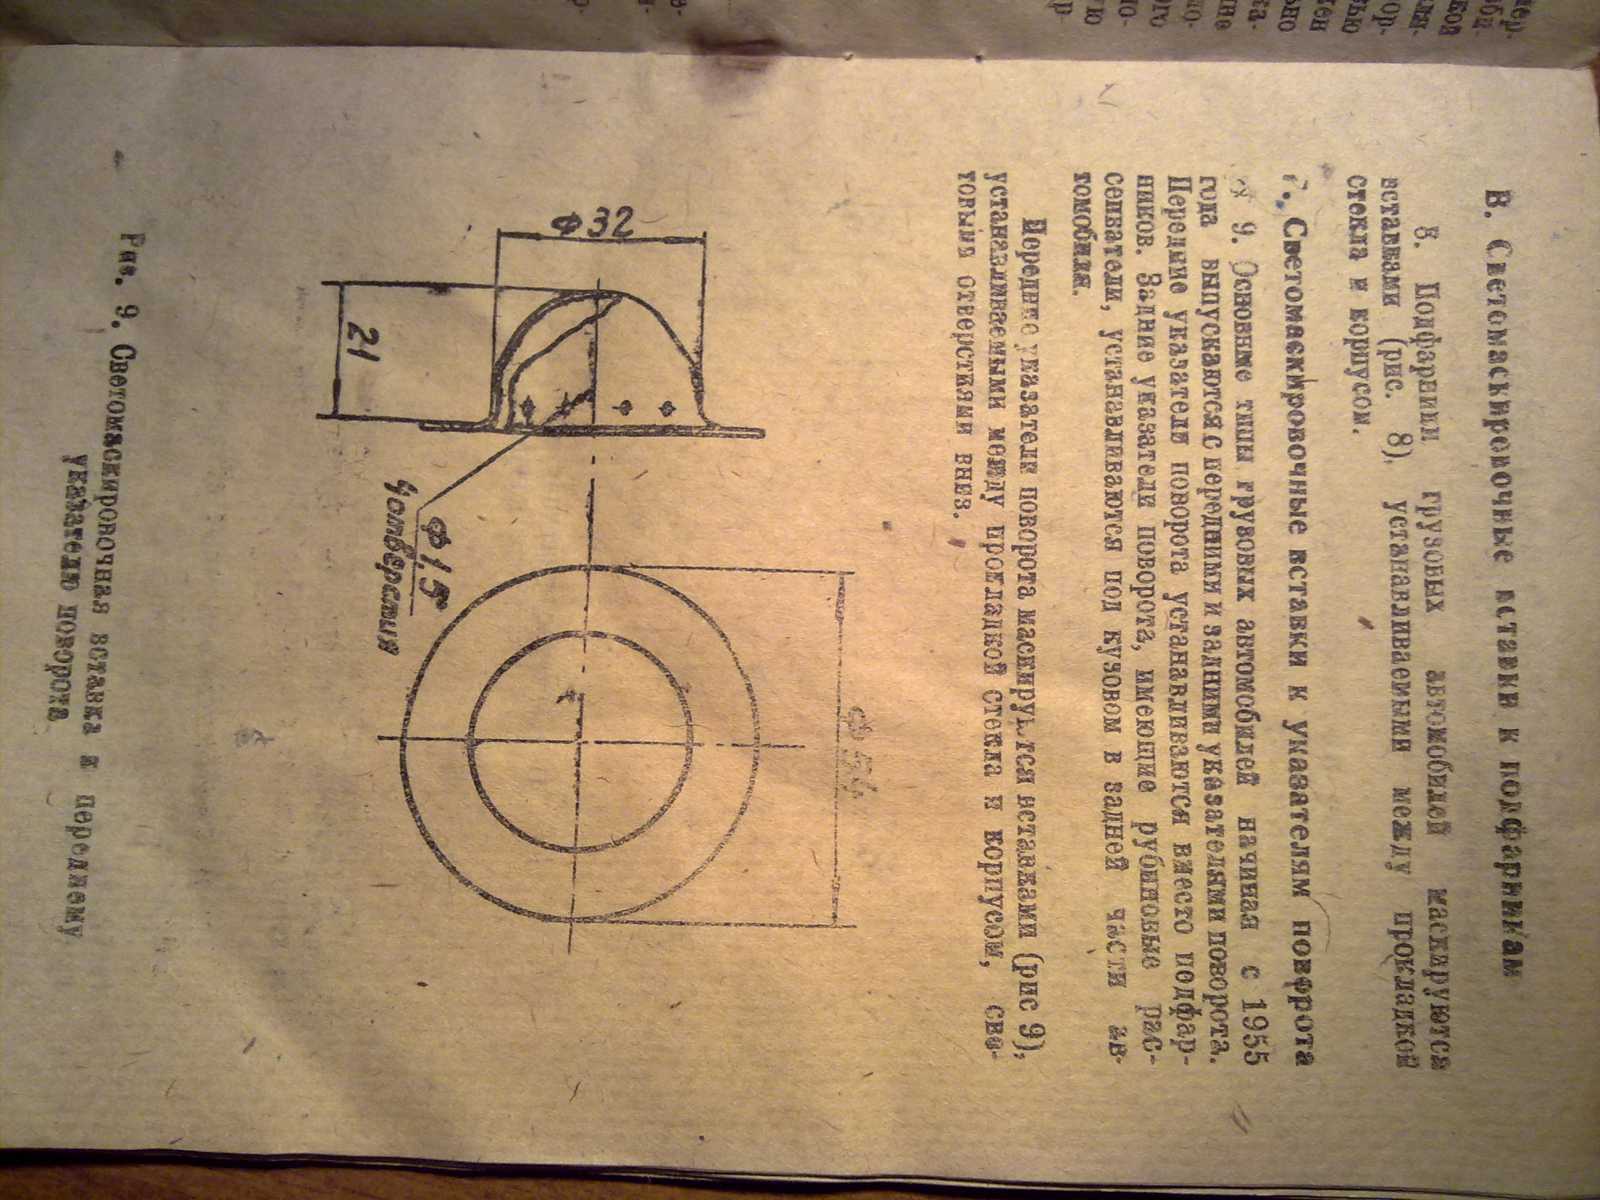 В. Светомаскировочные вставки к подфарникам
8. Подфарники грузовых автомобилей маскируются
вставками (рис. 8), устанавливаемыми между прокладкой
стекла и корпусом.
Г. Светомаскировочные вставки к указателям поворота
9. Основные типы грузовых автомобилей начиная с 1955
года выпускаются с передними и задними указателями поворота.
Передние указатели поворота устанавливаются вместо подфар-
ников. Задние указатели поворота, имеющие рубиновые рас-
сеиватели, устанавливаются под кузовом в задней части ав-
томобиля.
Передние указатели поворота маскируются вставками (рис 9),
устанавливаемыми между прокладкой стекла и корпусом, све-
товыми отверстиями вниз.
ф32
21
ф1,5
4 отверстия
ф54
Рис. 9. Светомаскировочная вставка к переднему
указателю поворота